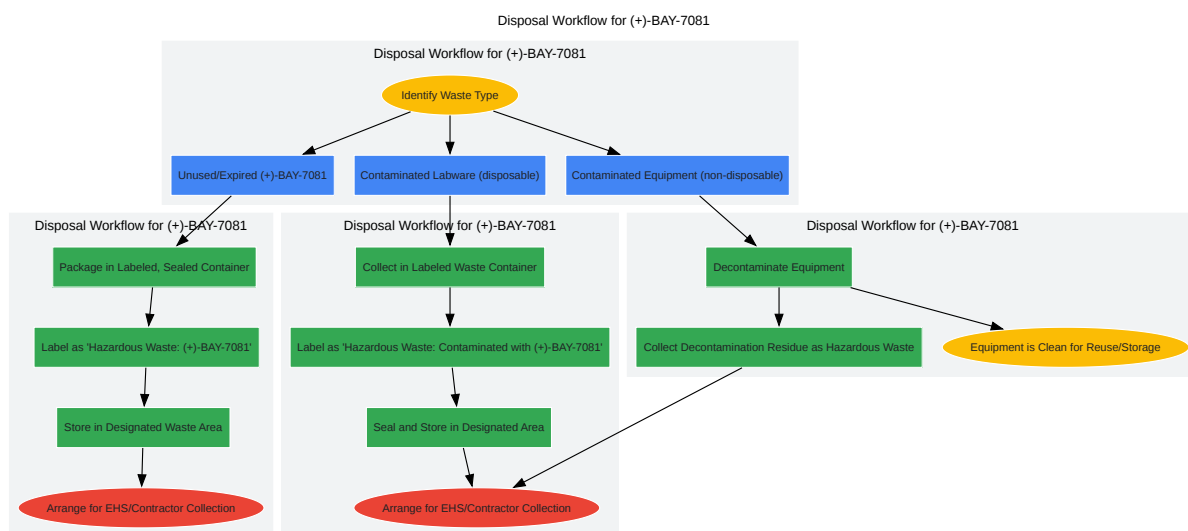 Disposal Workflow for (+)-BAY-7081
Disposal Workflow for (+)-BAY-7081
Identify Waste Type
Unused/Expired (+)-BAY-7081
Contaminated Labware (disposable)
Contaminated Equipment (non-disposable)
Disposal Workflow for (+)-BAY-7081
Disposal Workflow for (+)-BAY-7081
Disposal Workflow for (+)-BAY-7081
Package in Labeled, Sealed Container
Collect in Labeled Waste Container
Decontaminate Equipment
Label as 'Hazardous Waste: (+)-BAY-7081'
Label as 'Hazardous Waste: Contaminated with (+)-BAY-7081'
Collect Decontamination Residue as Hazardous Waste
Equipment is Clean for Reuse/Storage
Store in Designated Waste Area
Seal and Store in Designated Area
Arrange for EHS/Contractor Collection
Arrange for EHS/Contractor Collection